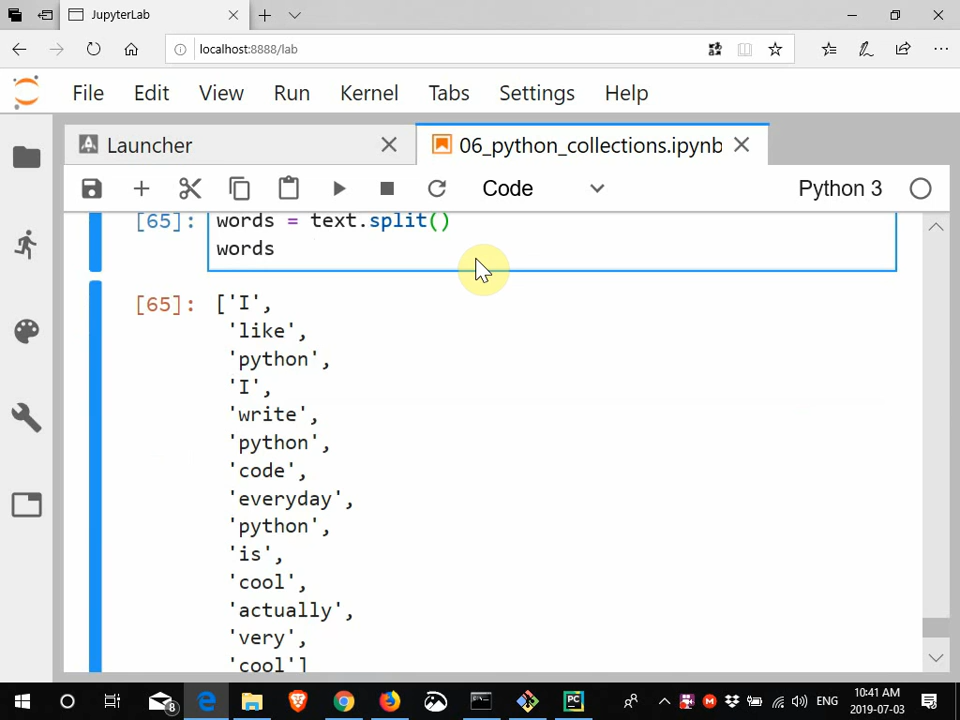 JupyterLab
localhost:8888/lab
File Edit View Run Kernel Tabs Settings Help
Launcher 06_python_collections.ipynb
Code Python 3
[65]: words = text.split()
words
[65]: ['I',
'like',
'python',
'I',
'write',
'python',
'code',
'everyday',
'python',
'is',
'cool',
'actually',
'very',
'cool']
8 PC ENG 10:41 AM
2019-07-03